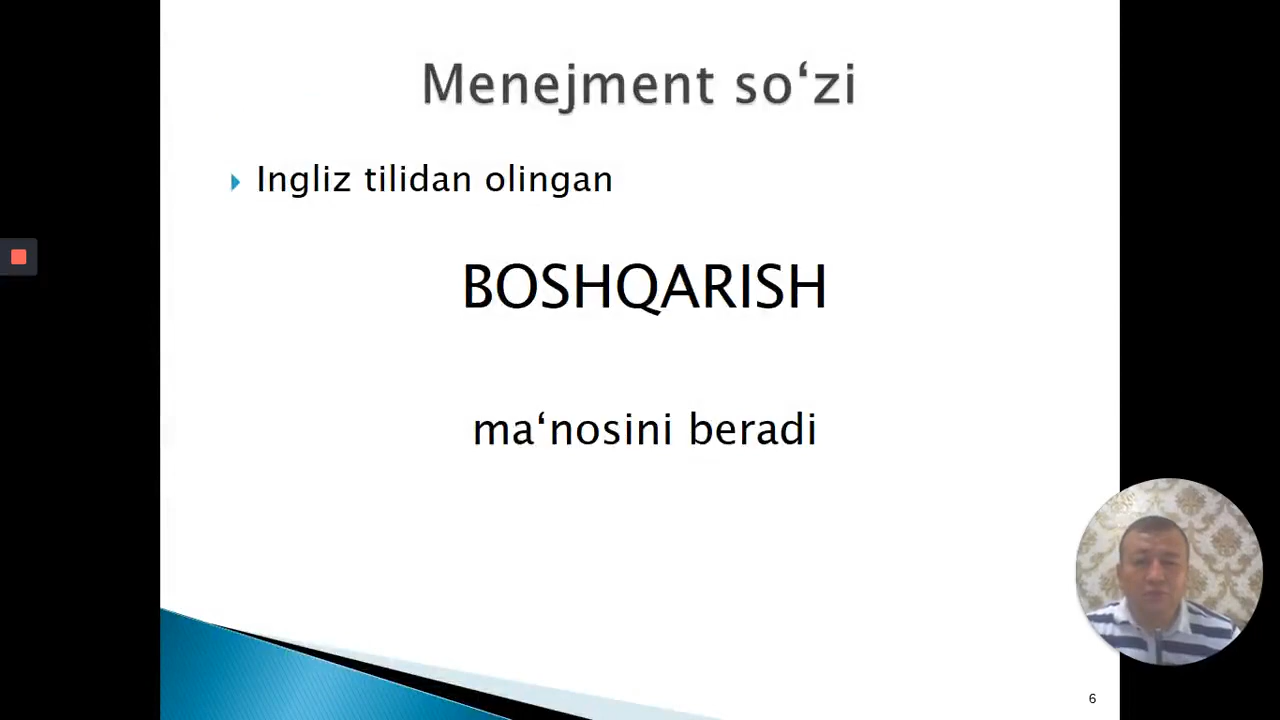 Menejment so‘zi
Ingliz tilidan olingan
BOSHQARISH
ma‘nosini beradi
6